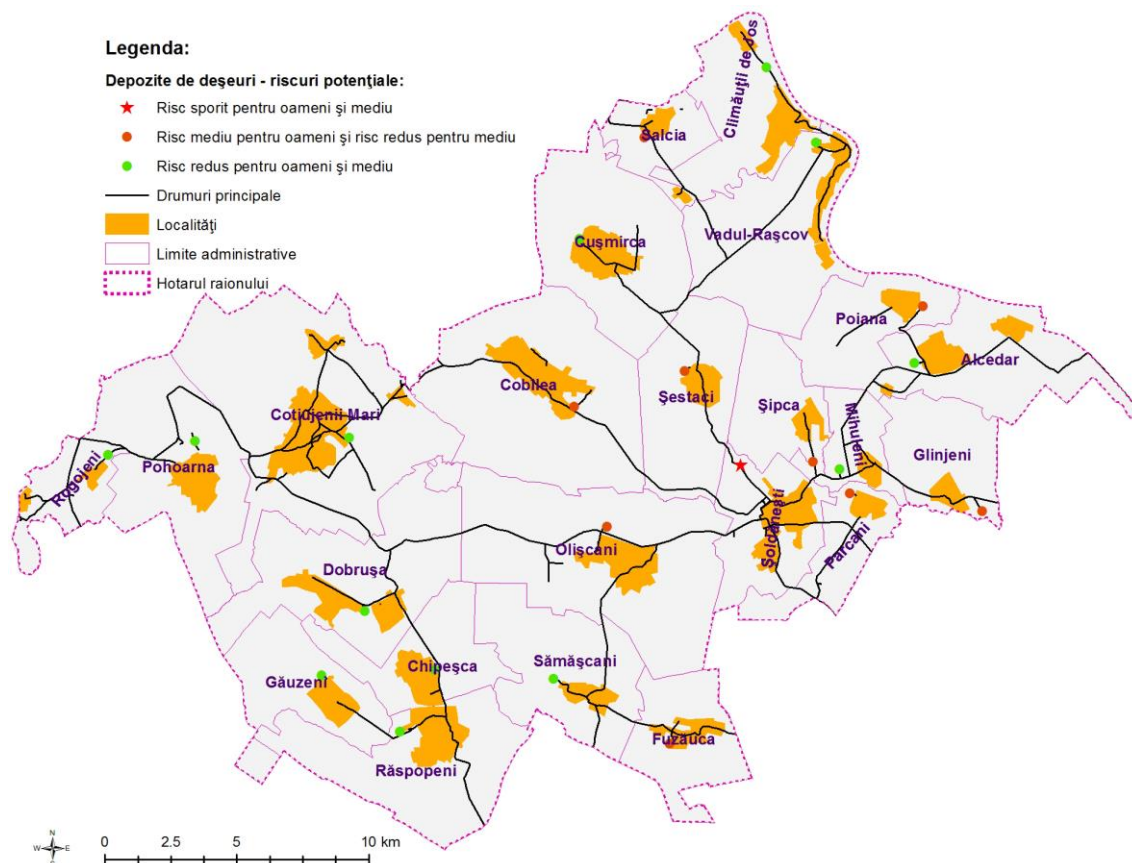 Legenda:
Depozite de deşeuri - riscuri potenţiale:
Risc sporit pentru oameni şi mediu
Risc mediu pentru oameni şi risc redus pentru mediu
Risc redus pentru oameni şi mediu
Drumuri principale
Localităţi
Limite administrative
Hotarul raionului
Climăuţii de Jos
Salcia
Cuşmirca
Vadul-Raşcov
Poiana
Alcedar
Cobîlea
Şestaci
Şipca
Mihuleni
Glinjeni
Cotiujenii Mari
Pohoarna
Rogojeni
Şoldăneşti
Parcani
Olişcani
Dobruşa
Chipeşca
Sămăşcani
Găuzeni
Fuzăuca
Răspopeni
N
W E
0 2.5 5 10 km